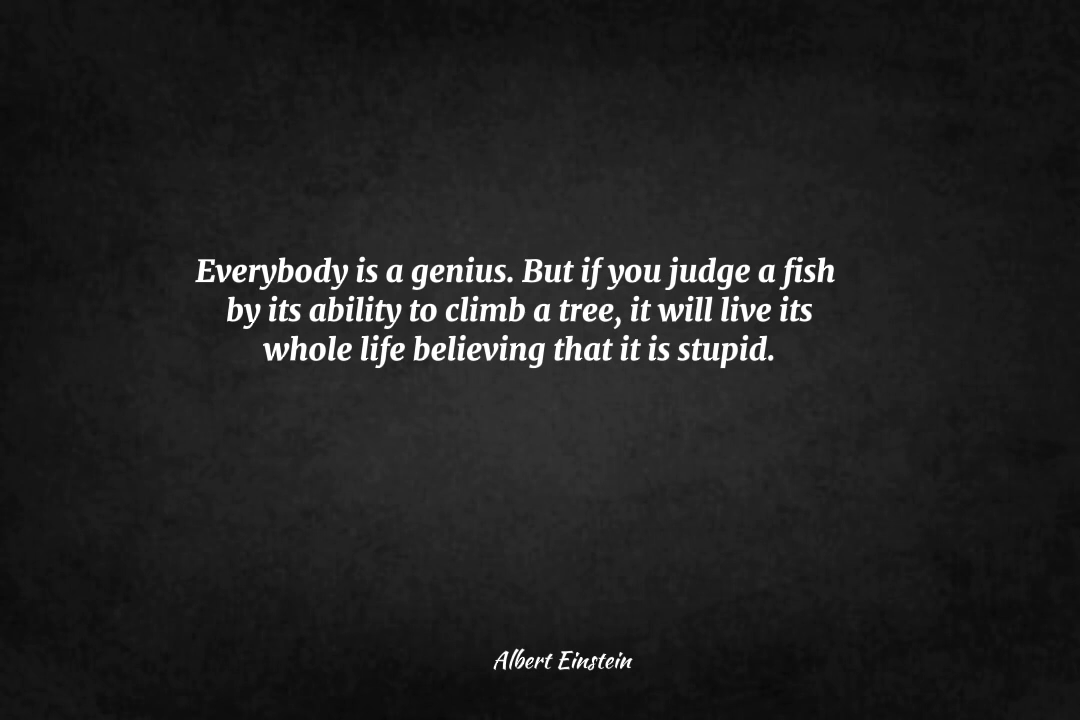 Everybody is a genius. But if you judge a fish
by its ability to climb a tree, it will live its
whole life believing that it is stupid.
Albert Einstein